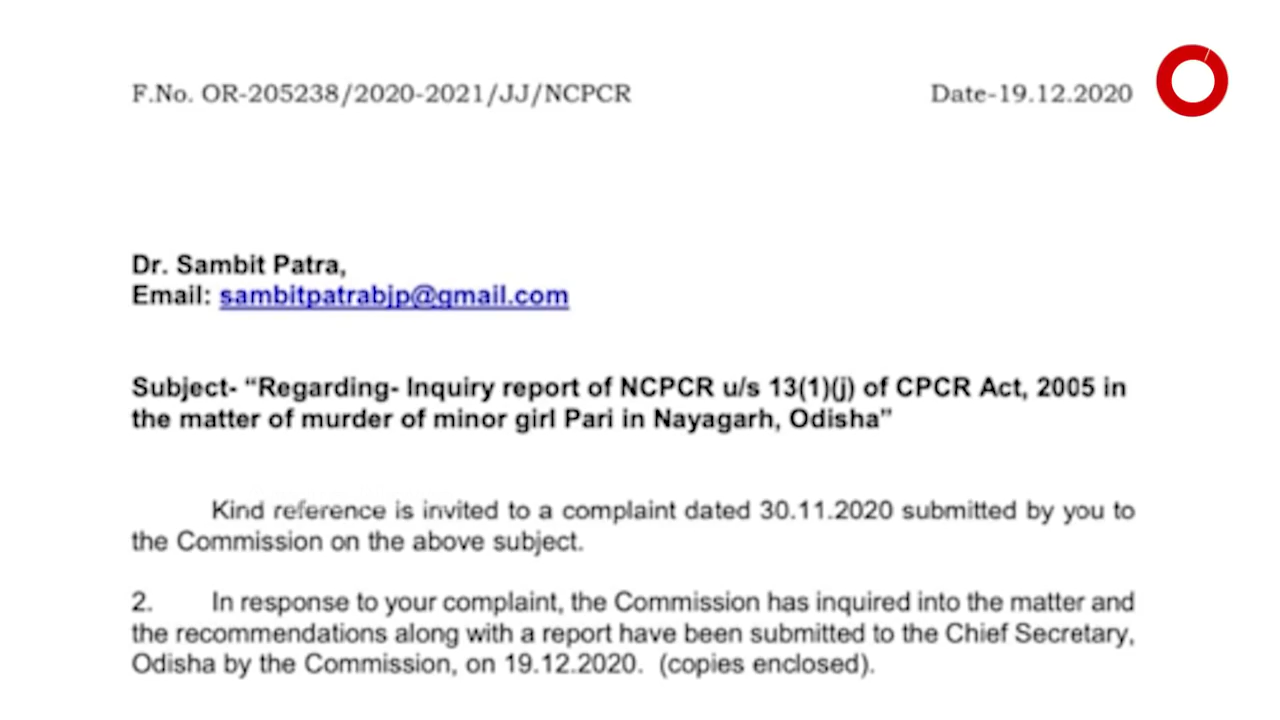 F.No. OR-205238/2020-2021/JJ/NCPCR Date-19.12.2020
Dr. Sambit Patra,
Email: sambitpatrabjp@gmail.com
Subject- “Regarding- Inquiry report of NCPCR u/s 13(1)(j) of CPCR Act, 2005 in
the matter of murder of minor girl Pari in Nayagarh, Odisha”
Kind reference is invited to a complaint dated 30.11.2020 submitted by you to
the Commission on the above subject.
2. In response to your complaint, the Commission has inquired into the matter and
the recommendations along with a report have been submitted to the Chief Secretary,
Odisha by the Commission, on 19.12.2020. (copies enclosed).